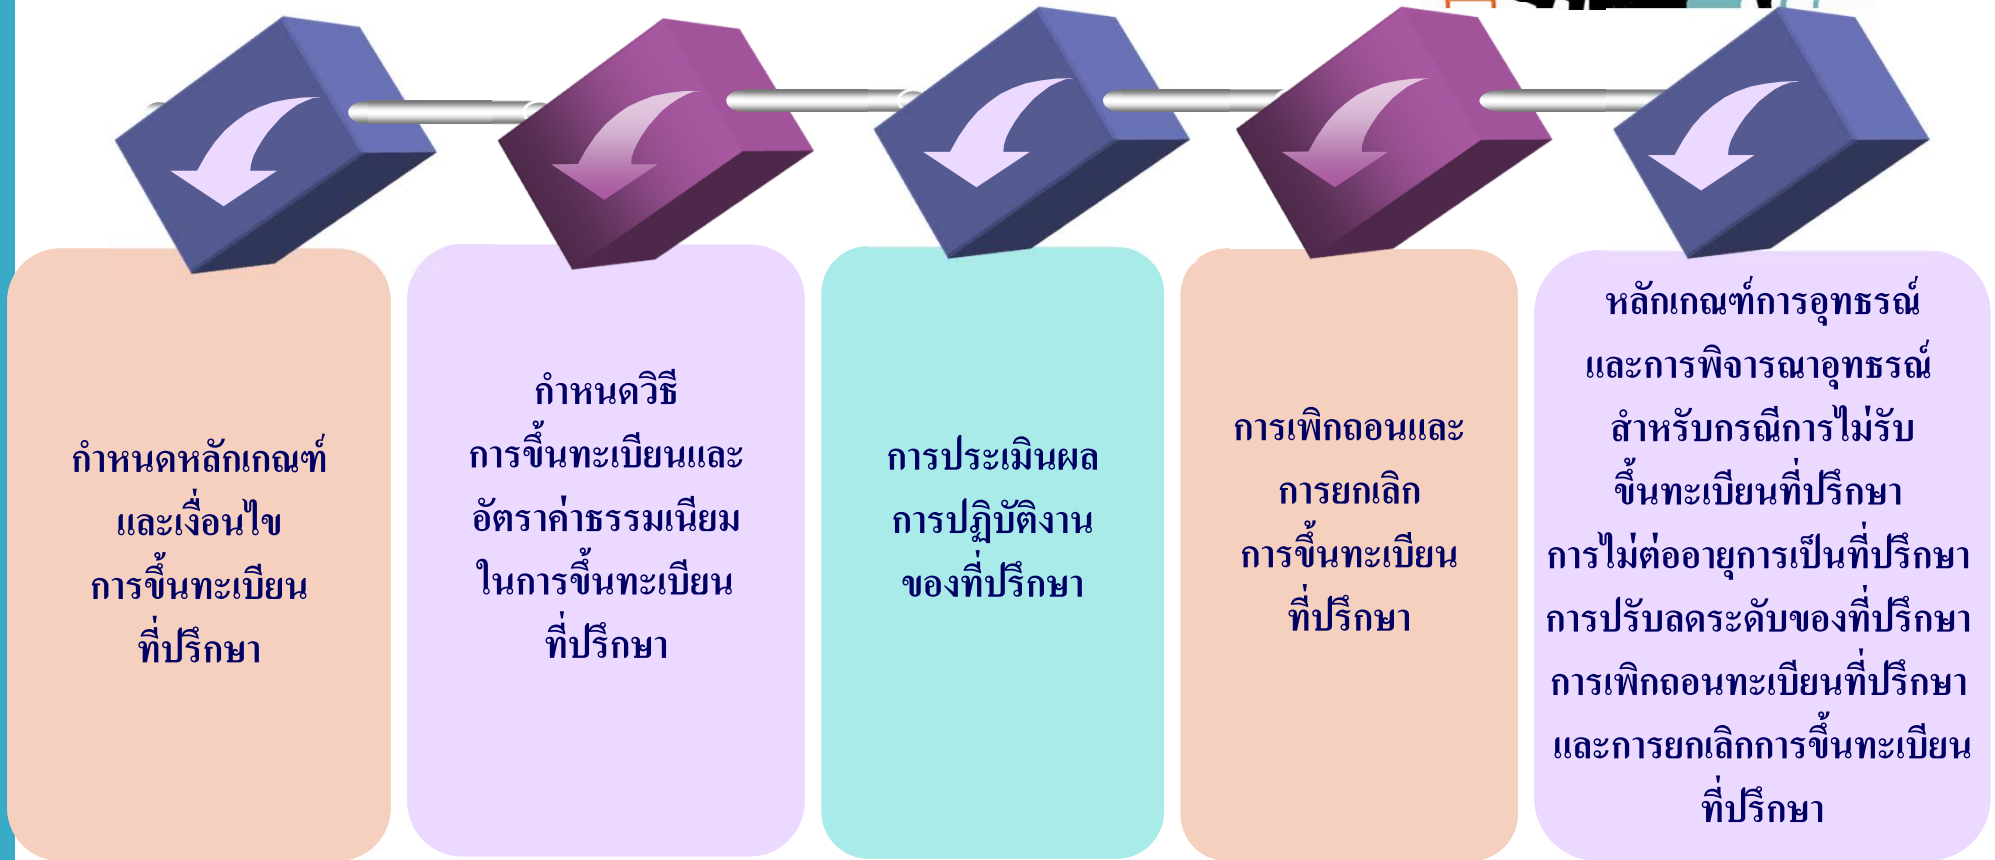 กำหนดหลักเกณฑ์
และเงื่อนไข
การขึ้นทะเบียน
ที่ปรึกษา
กำหนดวิธี
การขึ้นทะเบียนและ
อัตราค่าธรรมเนียม
ในการขึ้นทะเบียน
ที่ปรึกษา
การประเมินผล
การปฏิบัติงาน
ของที่ปรึกษา
การเพิกถอนและ
การยกเลิก
การขึ้นทะเบียน
ที่ปรึกษา
หลักเกณฑ์การอุทธรณ์
และการพิจารณาอุทธรณ์
สำหรับกรณีการไม่รับ
ขึ้นทะเบียนที่ปรึกษา
การไม่ต่ออายุการเป็นที่ปรึกษา
การปรับลดระดับของที่ปรึกษา
การเพิกถอนทะเบียนที่ปรึกษา
และการยกเลิกการขึ้นทะเบียน
ที่ปรึกษา